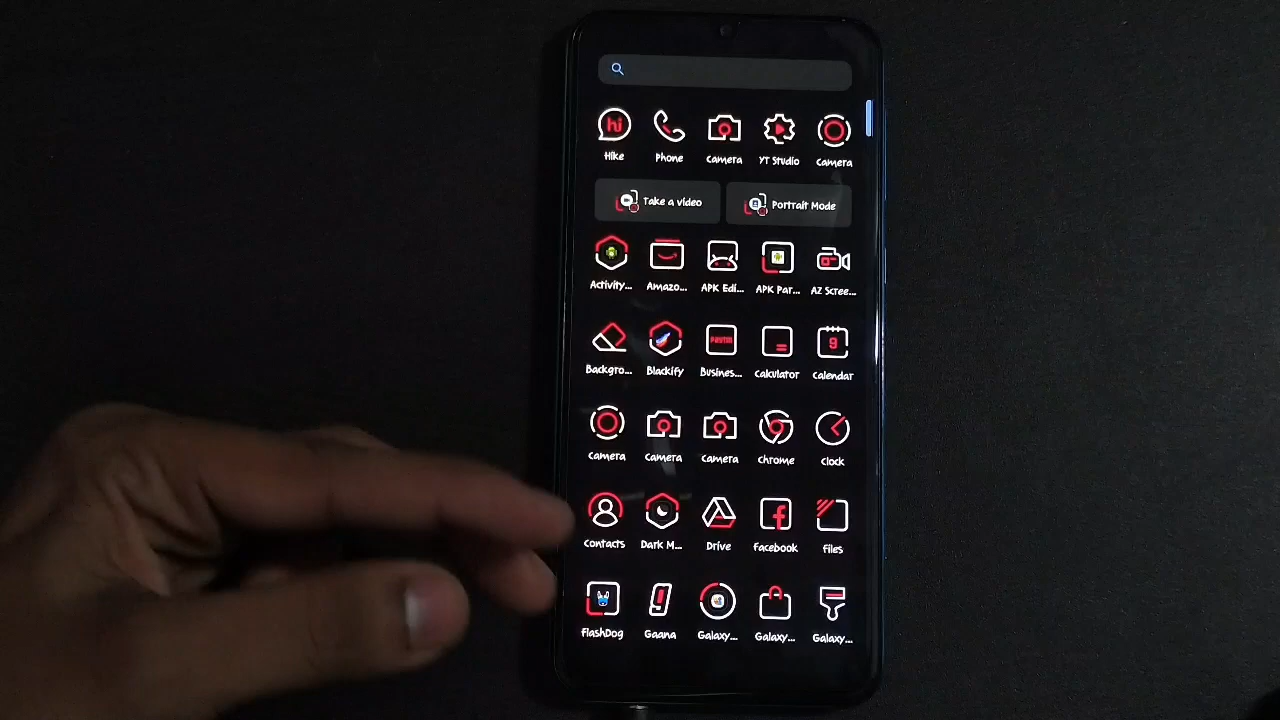 hi
Hike Phone Camera YT Studio Camera
Take a video Portrait Mode
Activity... Amazo... APK Edi... APK Par... AZ Scree...
Paytm 9
Backgro... Blackify Busines... Calculator Calendar
Camera Camera Camera Chrome Clock
f
Contacts Dark M... Drive Facebook Files
FlashDog Gaana Galaxy... Galaxy... Galaxy...